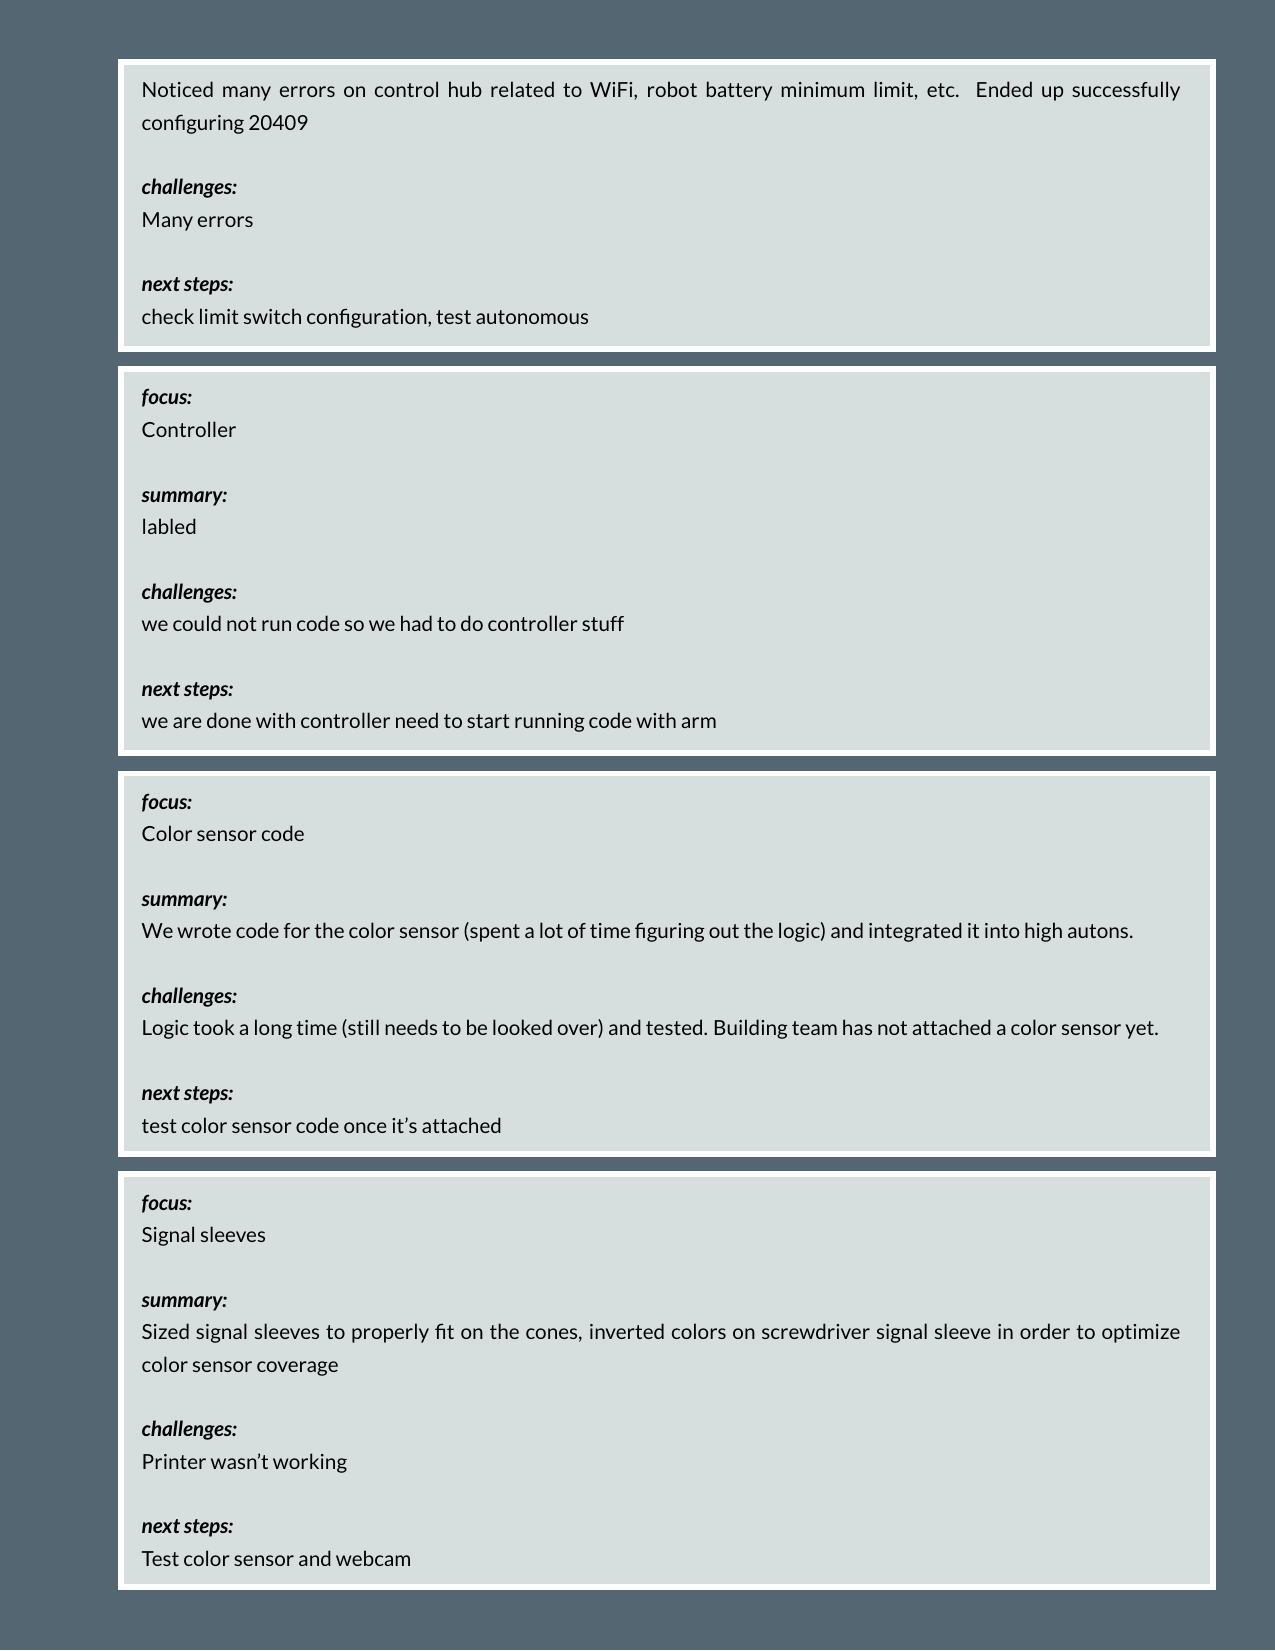 Noticed many errors on control hub related to WiFi, robot battery minimum limit, etc.  Ended up successfully
configuring 20409
challenges:
Many errors
next steps:
check limit switch configuration, test autonomous
focus:
Controller
summary:
labled
challenges:
we could not run code so we had to do controller stuff
next steps:
we are done with controller need to start running code with arm
focus:
Color sensor code
summary:
We wrote code for the color sensor (spent a lot of time figuring out the logic) and integrated it into high autons.
challenges:
Logic took a long time (still needs to be looked over) and tested. Building team has not attached a color sensor yet.
next steps:
test color sensor code once it’s attached
focus:
Signal sleeves
summary:
Sized signal sleeves to properly fit on the cones, inverted colors on screwdriver signal sleeve in order to optimize
color sensor coverage
challenges:
Printer wasn’t working
next steps:
Test color sensor and webcam